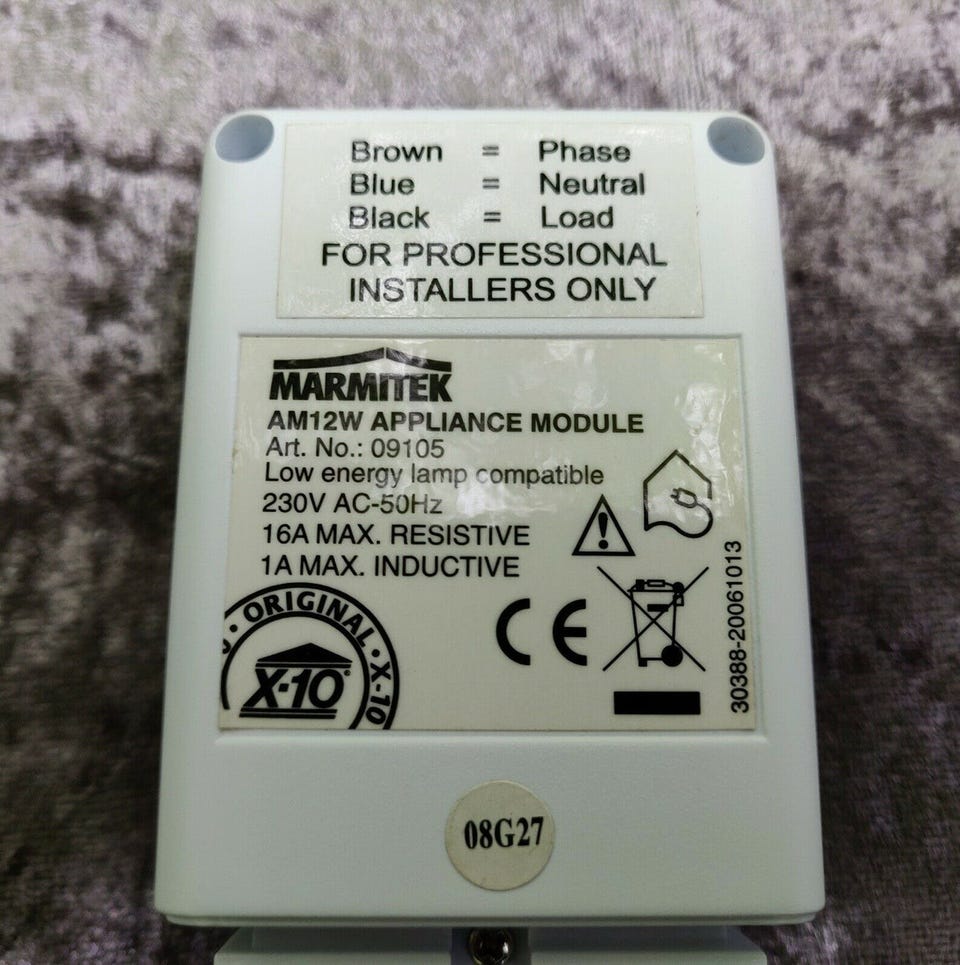 Brown = Phase
Blue = Neutral
Black = Load
FOR PROFESSIONAL
INSTALLERS ONLY
MARMITEK
AM12W APPLIANCE MODULE
Art. No.: 09105
Low energy lamp compatible
230V AC-50Hz
16A MAX. RESISTIVE
1A MAX. INDUCTIVE
· ORIGINAL · X-10
X-10®
CE
30388-20061013
08G27